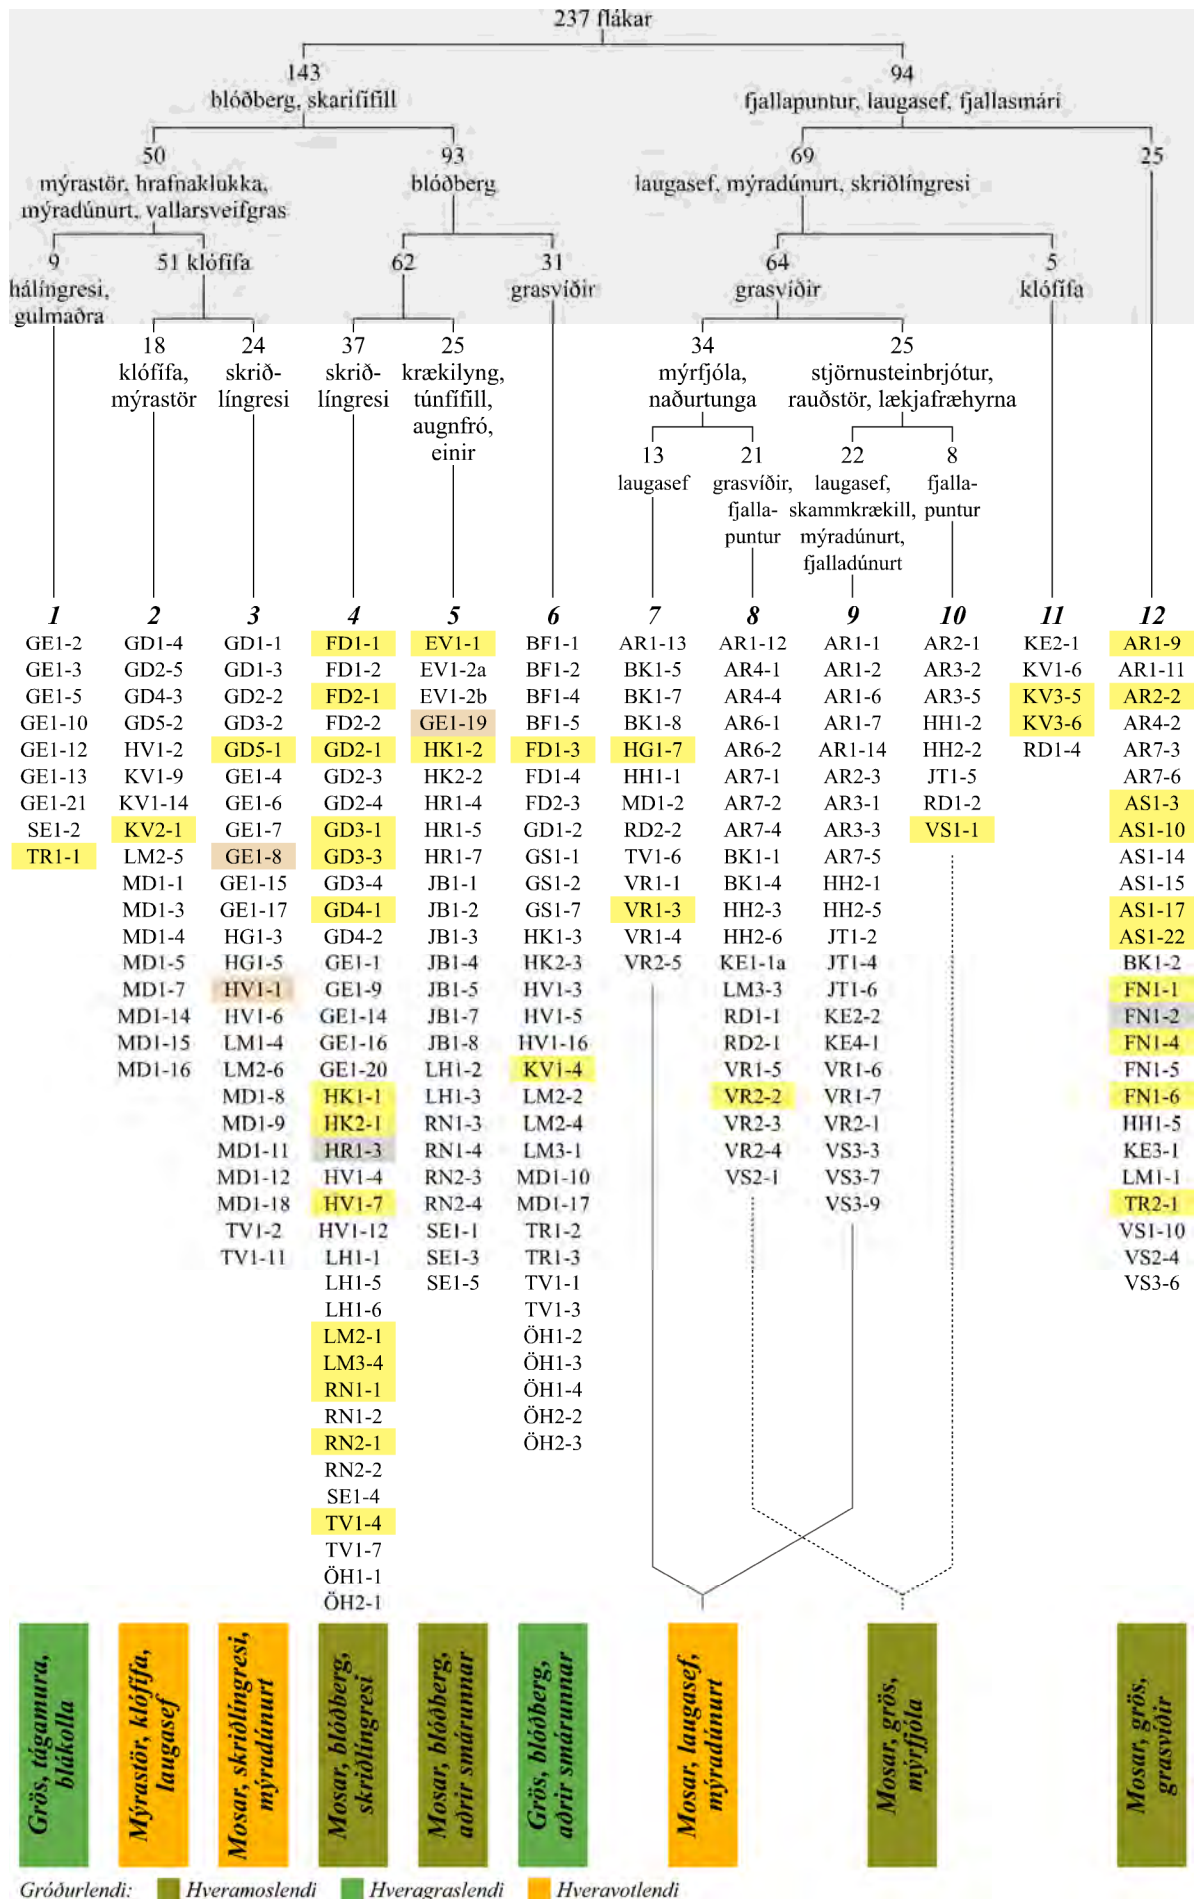 237 flákar
143
94
blóðberg, skarifífill
fjallapuntur, laugasef, fjallasmári
50
93
69
25
mýrastör, hrafnaklukka,
mýradúnurt, vallarsveifgras
blóðberg
laugasef, mýradúnurt, skriðlíngresi
9
51 klófífa
62
31
64
5
hálíngresi,
gulmaðra
grasvíðir
grasvíðir
klófífa
18
24
37
25
34
25
klófífa,
mýrastör
skrið-
língresi
skrið-
língresi
krækilyng,
túnfífill,
augnfró,
einir
mýrfjóla,
naðurtunga
stjörnusteinbrjótur,
rauðstör, lækjafræhyrna
13
21
22
8
laugasef
grasvíðir,
fjalla-
puntur
laugasef,
skammkrækill,
mýradúnurt,
fjalladúnurt
fjalla-
puntur
1
GE1-2
GE1-3
GE1-5
GE1-10
GE1-12
GE1-13
GE1-21
SE1-2
TR1-1
2
GD1-4
GD2-5
GD4-3
GD5-2
HV1-2
KV1-9
KV1-14
KV2-1
LM2-5
MD1-1
MD1-3
MD1-4
MD1-5
MD1-7
MD1-14
MD1-15
MD1-16
3
GD1-1
GD1-3
GD2-2
GD3-2
GD5-1
GE1-4
GE1-6
GE1-7
GE1-8
GE1-15
GE1-17
HG1-3
HG1-5
HV1-1
HV1-6
LM1-4
LM2-6
MD1-8
MD1-9
MD1-11
MD1-12
MD1-18
TV1-2
TV1-11
4
FD1-1
FD1-2
FD2-1
FD2-2
GD2-1
GD2-3
GD2-4
GD3-1
GD3-3
GD3-4
GD4-1
GD4-2
GE1-1
GE1-9
GE1-14
GE1-16
GE1-20
HK1-1
HK2-1
HR1-3
HV1-4
HV1-7
HV1-12
LH1-1
LH1-5
LH1-6
LM2-1
LM3-4
RN1-1
RN1-2
RN2-1
RN2-2
SE1-4
TV1-4
TV1-7
ÖH1-1
ÖH2-1
5
EV1-1
EV1-2a
EV1-2b
GE1-19
HK1-2
HK2-2
HR1-4
HR1-5
HR1-7
JB1-1
JB1-2
JB1-3
JB1-4
JB1-5
JB1-7
JB1-8
LH1-2
LH1-3
RN1-3
RN1-4
RN2-3
RN2-4
SE1-1
SE1-3
SE1-5
6
BF1-1
BF1-2
BF1-4
BF1-5
FD1-3
FD1-4
FD2-3
GD1-2
GS1-1
GS1-2
GS1-7
HK1-3
HK2-3
HV1-3
HV1-5
HV1-16
KV1-4
LM2-2
LM2-4
LM3-1
MD1-10
MD1-17
TR1-2
TR1-3
TV1-1
TV1-3
ÖH1-2
ÖH1-3
ÖH1-4
ÖH2-2
ÖH2-3
7
AR1-13
BK1-5
BK1-7
BK1-8
HG1-7
HH1-1
MD1-2
RD2-2
TV1-6
VR1-1
VR1-3
VR1-4
VR2-5
8
AR1-12
AR4-1
AR4-4
AR6-1
AR6-2
AR7-1
AR7-2
AR7-4
BK1-1
BK1-4
HH2-3
HH2-6
KE1-1a
LM3-3
RD1-1
RD2-1
VR1-5
VR2-2
VR2-3
VR2-4
VS2-1
9
AR1-1
AR1-2
AR1-6
AR1-7
AR1-14
AR2-3
AR3-1
AR3-3
AR7-5
HH2-1
HH2-5
JT1-2
JT1-4
JT1-6
KE2-2
KE4-1
VR1-6
VR1-7
VR2-1
VS3-3
VS3-7
VS3-9
10
AR2-1
AR3-2
AR3-5
HH1-2
HH2-2
JT1-5
RD1-2
VS1-1
11
KE2-1
KV1-6
KV3-5
KV3-6
RD1-4
12
AR1-9
AR1-11
AR2-2
AR4-2
AR7-3
AR7-6
AS1-3
AS1-10
AS1-14
AS1-15
AS1-17
AS1-22
BK1-2
FN1-1
FN1-2
FN1-4
FN1-5
FN1-6
HH1-5
KE3-1
LM1-1
TR2-1
VS1-10
VS2-4
VS3-6
Grös, tágamura,
blákolla
Mýrastör, klófífa,
laugasef
Mosar, skriðlíngresi,
mýradúnurt
Mosar, blóðberg,
skriðlíngresi
Mosar, blóðberg,
aðrir smárunnar
Grös, blóðberg,
aðrir smárunnar
Mosar, laugasef,
mýradúnurt
Mosar, grös,
mýrfjóla
Mosar, grös,
grasvíðir
Gróðurlendi: Hveramoslendi Hveragraslendi Hveravotlendi